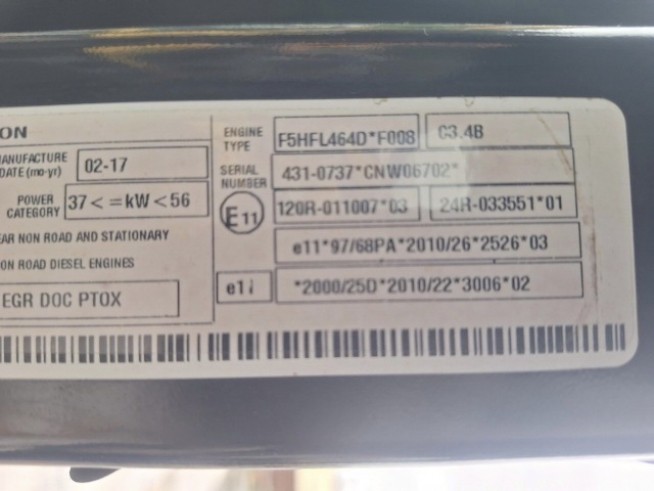 ON
ENGINE TYPE F5HFL464D*F008 C3.4B
ANUFACTURE DATE (mo-yr) 02-17
SERIAL NUMBER 431-0737*CNW06702*
POWER CATEGORY 37 < = kW < 56
E 11 120R-011007*03 24R-033551*01
EAR NON ROAD AND STATIONARY
e11*97/68PA*2010/26*2526*03
ON ROAD DIESEL ENGINES
e11 *2000/25D*2010/22*3006*02
EGR DOC PTOX